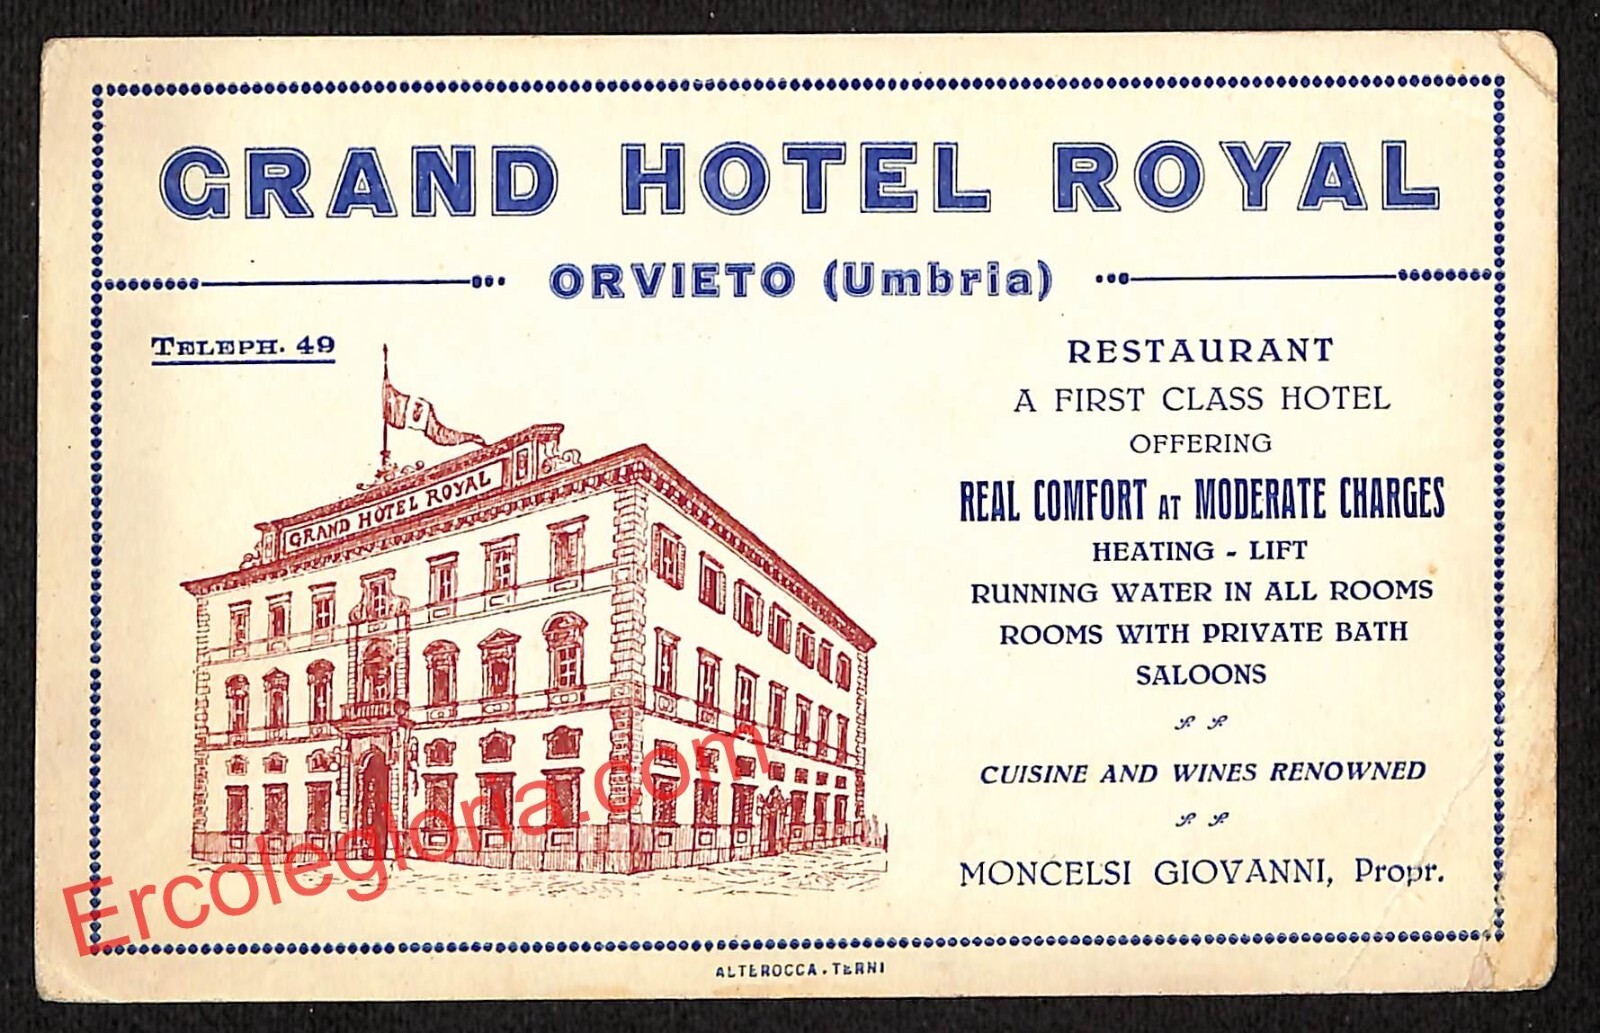 GRAND HOTEL ROYAL
ORVIETO (Umbria)
TELEPH. 49
GRAND HOTEL ROYAL
RESTAURANT
A FIRST CLASS HOTEL
OFFERING
REAL COMFORT AT MODERATE CHARGES
HEATING - LIFT
RUNNING WATER IN ALL ROOMS
ROOMS WITH PRIVATE BATH
SALOONS
CUISINE AND WINES RENOWNED
MONCELSI GIOVANNI, Propr.
Ercolegloria.com
ALTEROCCA - TERNI